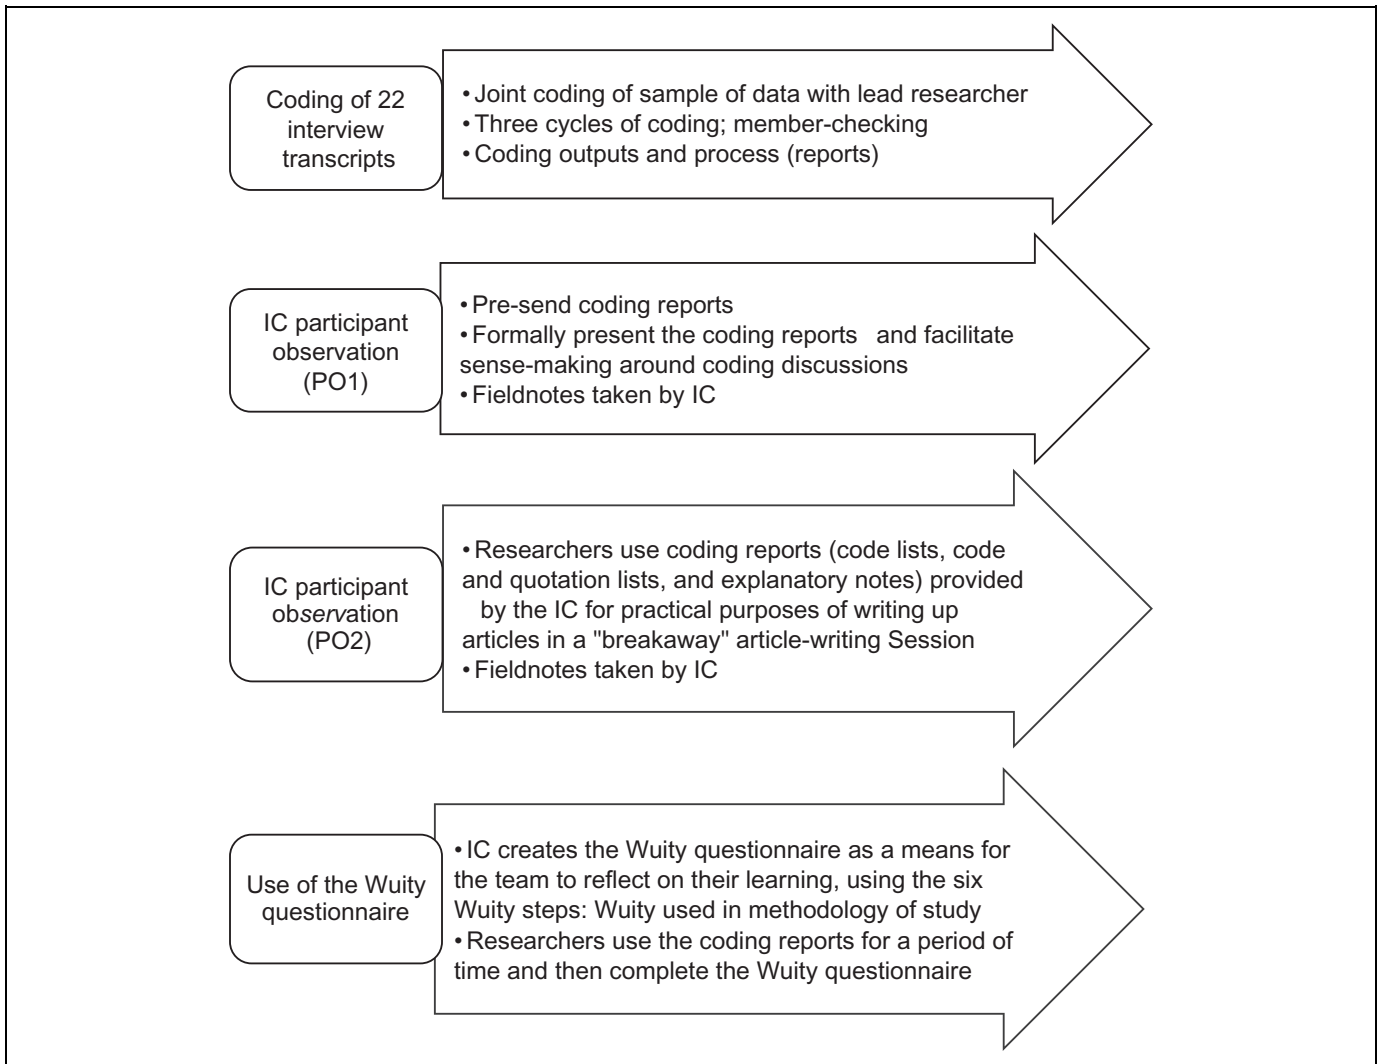 Coding of 22
interview
transcripts
•Joint coding of sample of data with lead researcher
•Three cycles of coding; member-checking
•Coding outputs and process (reports)
IC participant
observation
(PO1)
•Pre-send coding reports
•Formally present the coding reports and facilitate
sense-making around coding discussions
•Fieldnotes taken by IC
IC participant
observation
(PO2)
•Researchers use coding reports (code lists, code
and quotation lists, and explanatory notes) provided
by the IC for practical purposes of writing up
articles in a "breakaway" article-writing Session
•Fieldnotes taken by IC
Use of the Wuity
questionnaire
•IC creates the Wuity questionnaire as a means for
the team to reflect on their learning, using the six
Wuity steps: Wuity used in methodology of study
•Researchers use the coding reports for a period of
time and then complete the Wuity questionnaire